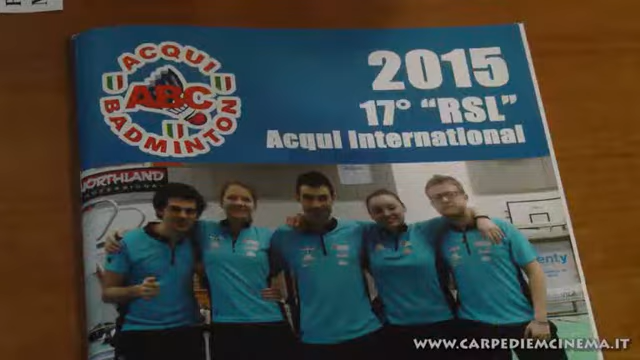 ACQUI
ABC
BADMINTON
2015
17° "RSL"
Acqui International
NORTHLAND
WWW.CARPEDIEMCINEMA.IT